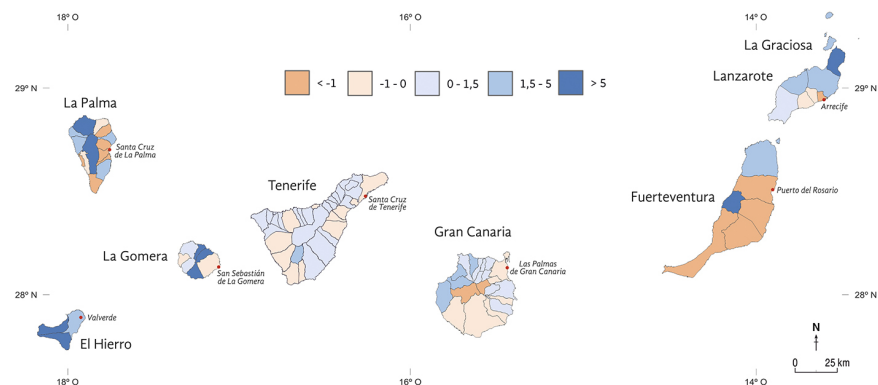 18º O
16º O
14º O
La Graciosa
29º N
< -1
-1 - 0
0 - 1,5
1,5 - 5
> 5
Lanzarote
29º N
La Palma
Arrecife
Santa Cruz
de La Palma
Tenerife
Puerto del Rosario
Fuerteventura
Santa Cruz
de Tenerife
Gran Canaria
La Gomera
Las Palmas
de Gran Canaria
San Sebastián
de La Gomera
28º N
28º N
Valverde
El Hierro
N
0 25 km
18º O
16º O
14º O